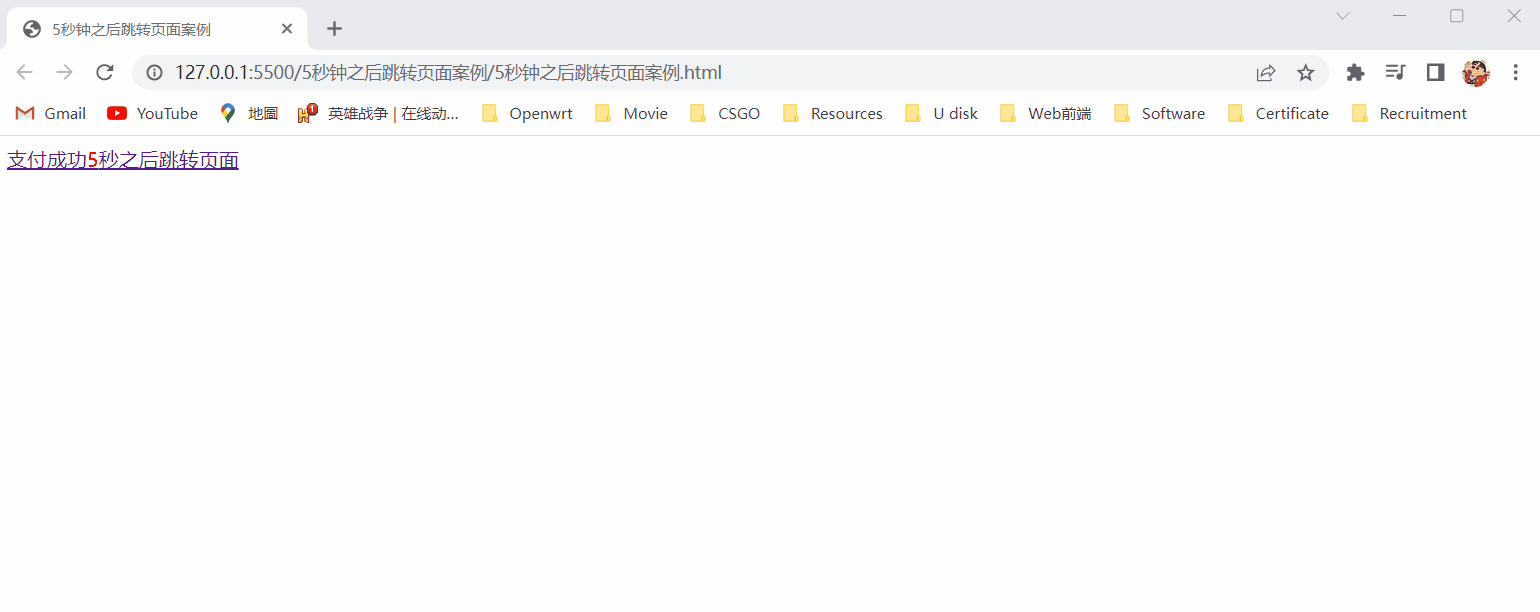 5秒钟之后跳转页面案例
127.0.0.1:5500/5秒钟之后跳转页面案例/5秒钟之后跳转页面案例.html
Gmail YouTube 地圖 1 英雄战争 | 在线动... Openwrt Movie CSGO Resources U disk Web前端 Software Certificate Recruitment
支付成功5秒之后跳转页面